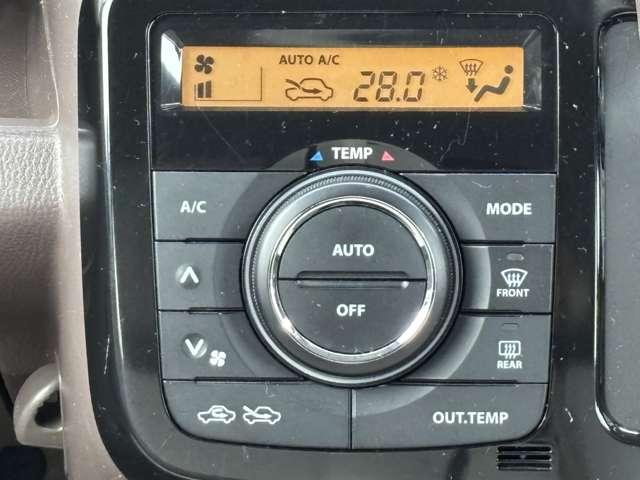 AUTO A/C
28.0
TEMP
A/C
MODE
AUTO
OFF
FRONT
REAR
OUT.TEMP